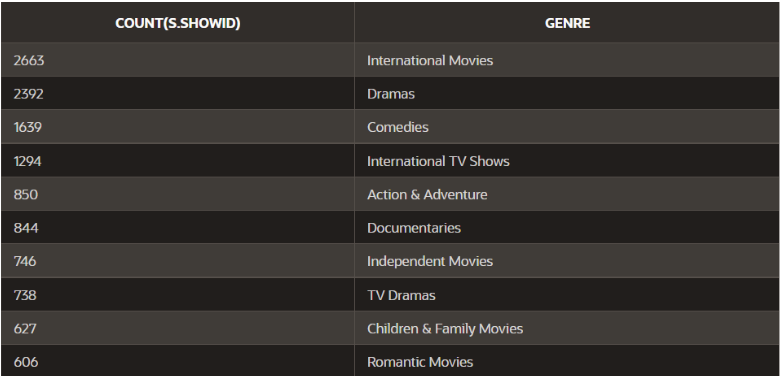 COUNT(S.SHOWID) GENRE
2663 International Movies
2392 Dramas
1639 Comedies
1294 International TV Shows
850 Action & Adventure
844 Documentaries
746 Independent Movies
738 TV Dramas
627 Children & Family Movies
606 Romantic Movies